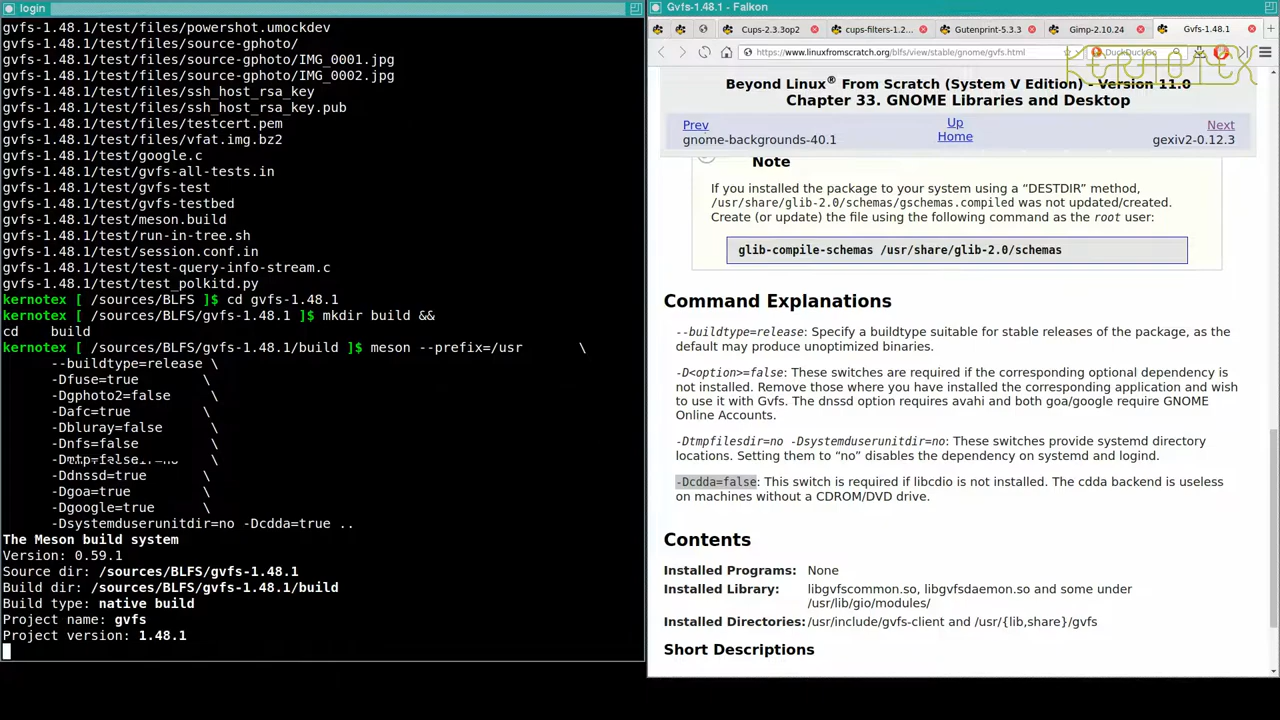 login
gvfs-1.48.1/test/files/powershot.umockdev
gvfs-1.48.1/test/files/source-gphoto/
gvfs-1.48.1/test/files/source-gphoto/IMG_0001.jpg
gvfs-1.48.1/test/files/source-gphoto/IMG_0002.jpg
gvfs-1.48.1/test/files/ssh_host_rsa_key
gvfs-1.48.1/test/files/ssh_host_rsa_key.pub
gvfs-1.48.1/test/files/testcert.pem
gvfs-1.48.1/test/files/vfat.img.bz2
gvfs-1.48.1/test/google.c
gvfs-1.48.1/test/gvfs-all-tests.in
gvfs-1.48.1/test/gvfs-test
gvfs-1.48.1/test/gvfs-testbed
gvfs-1.48.1/test/meson.build
gvfs-1.48.1/test/run-in-tree.sh
gvfs-1.48.1/test/session.conf.in
gvfs-1.48.1/test/test-query-info-stream.c
gvfs-1.48.1/test/test_polkitd.py
kernotex [ /sources/BLFS ]$ cd gvfs-1.48.1
kernotex [ /sources/BLFS/gvfs-1.48.1 ]$ mkdir build &&
cd    build
kernotex [ /sources/BLFS/gvfs-1.48.1/build ]$ meson --prefix=/usr       \
--buildtype=release \
-Dfuse=true        \
-Dgphoto2=false     \
-Dafc=true         \
-Dbluray=false      \
-Dnfs=false         \
\
-Ddnssd=true       \
-Dgoa=true         \
-Dgoogle=true      \
-Dsystemduserunitdir=no -Dcdda=true ..
The Meson build system
Version: 0.59.1
Source dir: /sources/BLFS/gvfs-1.48.1
Build dir: /sources/BLFS/gvfs-1.48.1/build
Build type: native build
Project name: gvfs
Project version: 1.48.1
Gvfs-1.48.1 - Falkon
Cups-2.3.3op2
cups-filters-1.2...
Gutenprint-5.3.3
Gimp-2.10.24
Gvfs-1.48.1
https://www.linuxfromscratch.org/blfs/view/stable/gnome/gvfs.html
DuckDuckGo
KERNOTEX
Beyond Linux® From Scratch (System V Edition) - Version 11.0
Chapter 33. GNOME Libraries and Desktop
Prev
Up
Next
gnome-backgrounds-40.1
Home
gexiv2-0.12.3
Note
If you installed the package to your system using a “DESTDIR” method,
/usr/share/glib-2.0/schemas/gschemas.compiled was not updated/created.
Create (or update) the file using the following command as the root user:
glib-compile-schemas /usr/share/glib-2.0/schemas
Command Explanations
--buildtype=release: Specify a buildtype suitable for stable releases of the package, as the
default may produce unoptimized binaries.
-D<option>=false: These switches are required if the corresponding optional dependency is
not installed. Remove those where you have installed the corresponding application and wish
to use it with Gvfs. The dnssd option requires avahi and both goa/google require GNOME
Online Accounts.
-Dtmpfilesdir=no -Dsystemduserunitdir=no: These switches provide systemd directory
locations. Setting them to “no” disables the dependency on systemd and logind.
-Dcdda=false: This switch is required if libcdio is not installed. The cdda backend is useless
on machines without a CDROM/DVD drive.
Contents
Installed Programs: None
Installed Library: libgvfscommon.so, libgvfsdaemon.so and some under
/usr/lib/gio/modules/
Installed Directories: /usr/include/gvfs-client and /usr/{lib,share}/gvfs
Short Descriptions